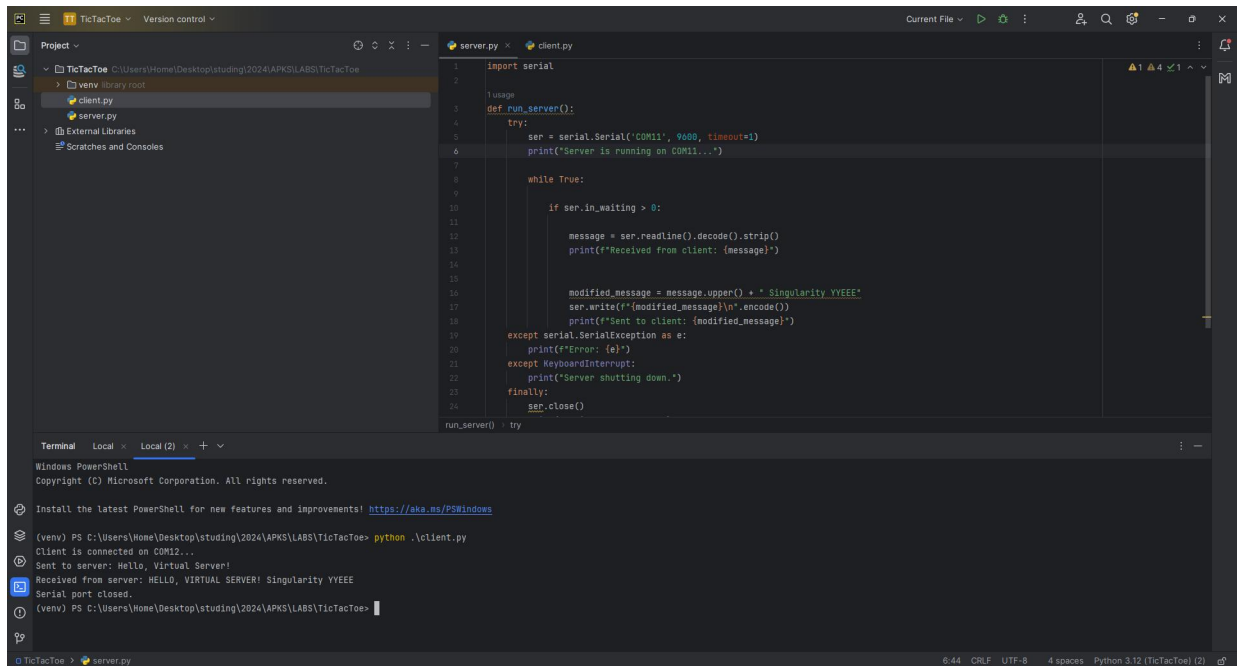 PC TT TicTacToe Version control Current File
Project
server.py client.py
TicTacToe C:\Users\Home\Desktop\studing\2024\APKS\LABS\TicTacToe
venv library root
client.py
server.py
External Libraries
Scratches and Consoles
1 4 1
1 import serial
2
1 usage
3 def run_server():
4 try:
5 ser = serial.Serial('COM11', 9600, timeout=1)
6 print("Server is running on COM11...")
7
8 while True:
9
10 if ser.in_waiting > 0:
11
12 message = ser.readline().decode().strip()
13 print(f"Received from client: {message}")
14
15
16 modified_message = message.upper() + " Singularity YYEEE"
17 ser.write(f"{modified_message}\n".encode())
18 print(f"Sent to client: {modified_message}")
19 except serial.SerialException as e:
20 print(f"Error: {e}")
21 except KeyboardInterrupt:
22 print("Server shutting down.")
23 finally:
24 ser.close()
run_server() > try
Terminal Local Local (2)
Windows PowerShell
Copyright (C) Microsoft Corporation. All rights reserved.
Install the latest PowerShell for new features and improvements! https://aka.ms/PSWindows
(venv) PS C:\Users\Home\Desktop\studing\2024\APKS\LABS\TicTacToe> python .\client.py
Client is connected on COM12...
Sent to server: Hello, Virtual Server!
Received from server: HELLO, VIRTUAL SERVER! Singularity YYEEE
Serial port closed.
(venv) PS C:\Users\Home\Desktop\studing\2024\APKS\LABS\TicTacToe>
TicTacToe > server.py 6:44 CRLF UTF-8 4 spaces Python 3.12 (TicTacToe) (2)